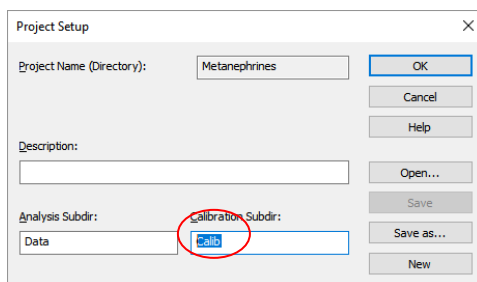 Project Setup
Project Name (Directory): Metanephrines OK
Cancel
Help
Description:
Open...
Save
Analysis Subdir: Calibration Subdir:
Save as...
Data Calib
New